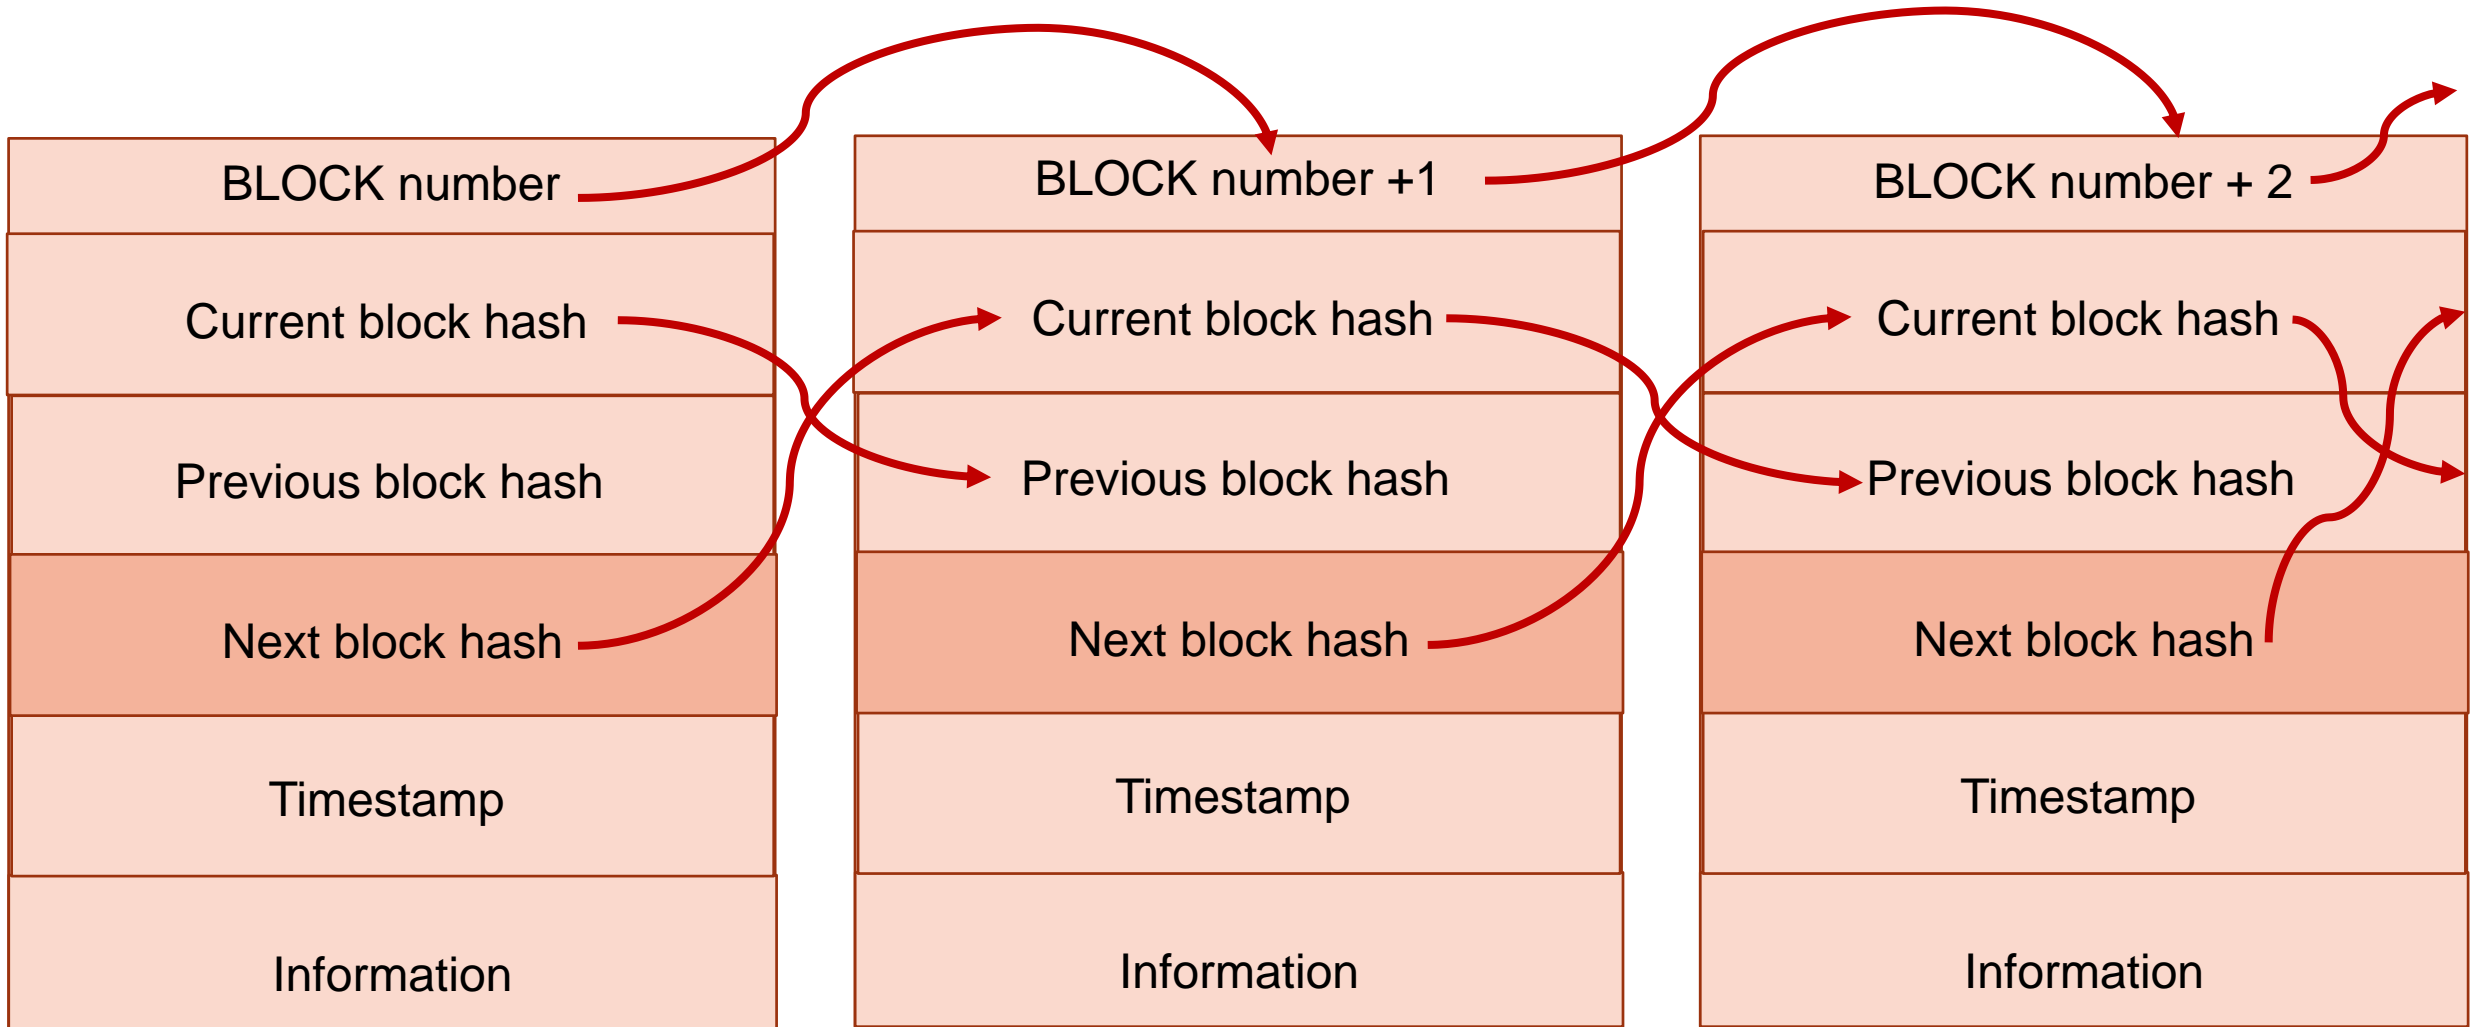 BLOCK number
Current block hash
Previous block hash
Next block hash
Timestamp
Information
BLOCK number +1
Current block hash
Previous block hash
Next block hash
Timestamp
Information
BLOCK number + 2
Current block hash
Previous block hash
Next block hash
Timestamp
Information